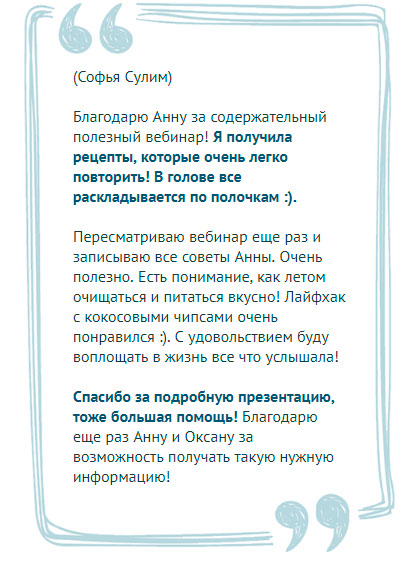 (Софья Сулим)
Благодарю Анну за содержательный
полезный вебинар! Я получила
рецепты, которые очень легко
повторить! В голове все
раскладывается по полочкам :).
Пересматриваю вебинар еще раз и
записываю все советы Анны. Очень
полезно. Есть понимание, как летом
очищаться и питаться вкусно! Лайфхак
с кокосовыми чипсами очень
понравился :). С удовольствием буду
воплощать в жизнь все что услышала!
Спасибо за подробную презентацию,
тоже большая помощь! Благодарю
еще раз Анну и Оксану за
возможность получать такую нужную
информацию!